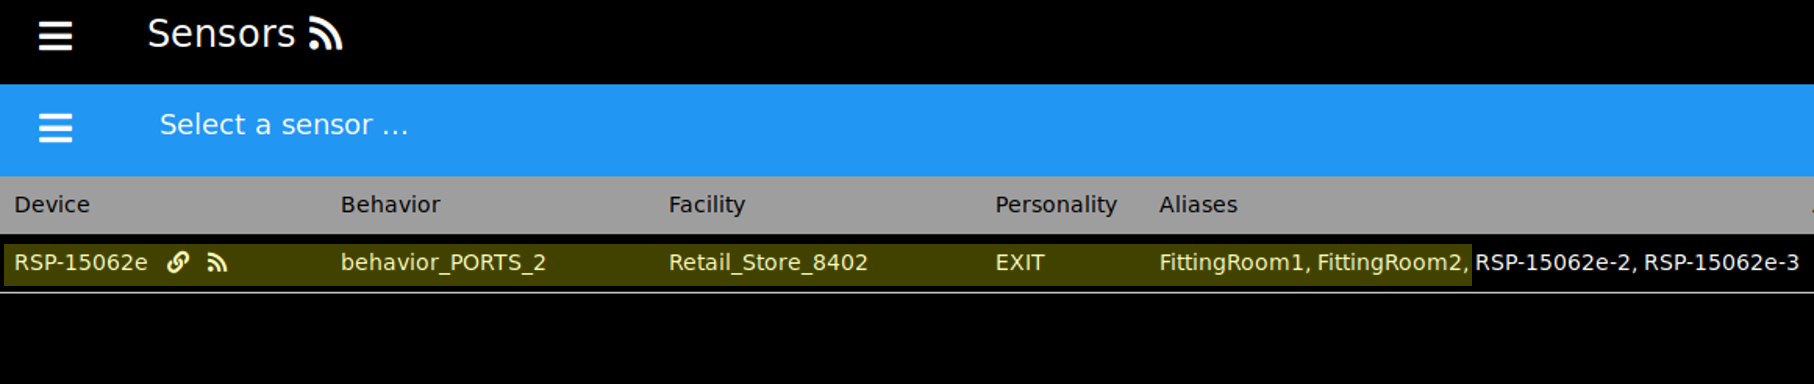 Sensors
Select a sensor ...
Device Behavior Facility Personality Aliases
RSP-15062e behavior_PORTS_2 Retail_Store_8402 EXIT FittingRoom1, FittingRoom2, RSP-15062e-2, RSP-15062e-3